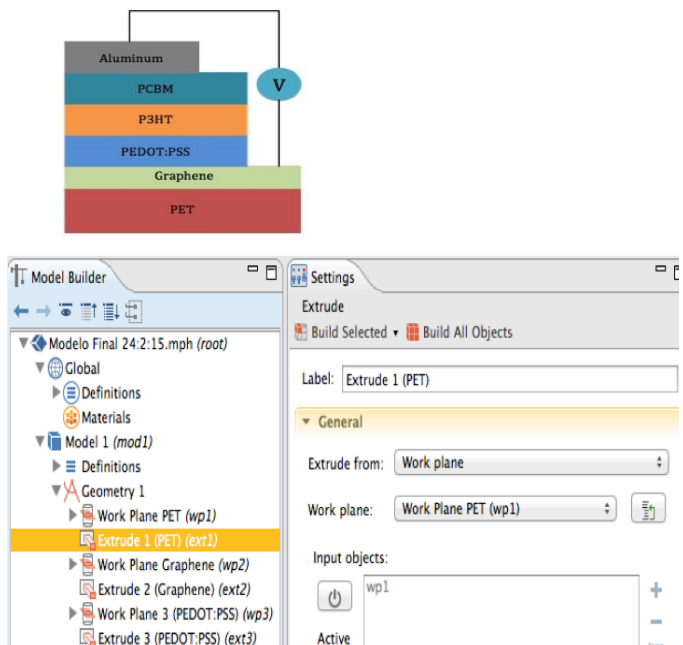 Aluminum
PCBM
V
P3HT
PEDOT:PSS
Graphene
PET
Model Builder
Settings
Extrude
Build Selected
Build All Objects
Modelo Final 24:2:15.mph (root)
Global
Label: Extrude 1 (PET)
Definitions
Materials
General
Model 1 (mod1)
Extrude from: Work plane
Definitions
Geometry 1
Work plane: Work Plane PET (wp1)
Work Plane PET (wp1)
Extrude 1 (PET) (ext1)
Input objects:
Work Plane Graphene (wp2)
wp1
Extrude 2 (Graphene) (ext2)
Work Plane 3 (PEDOT:PSS) (wp3)
Active
Extrude 3 (PEDOT:PSS) (ext3)